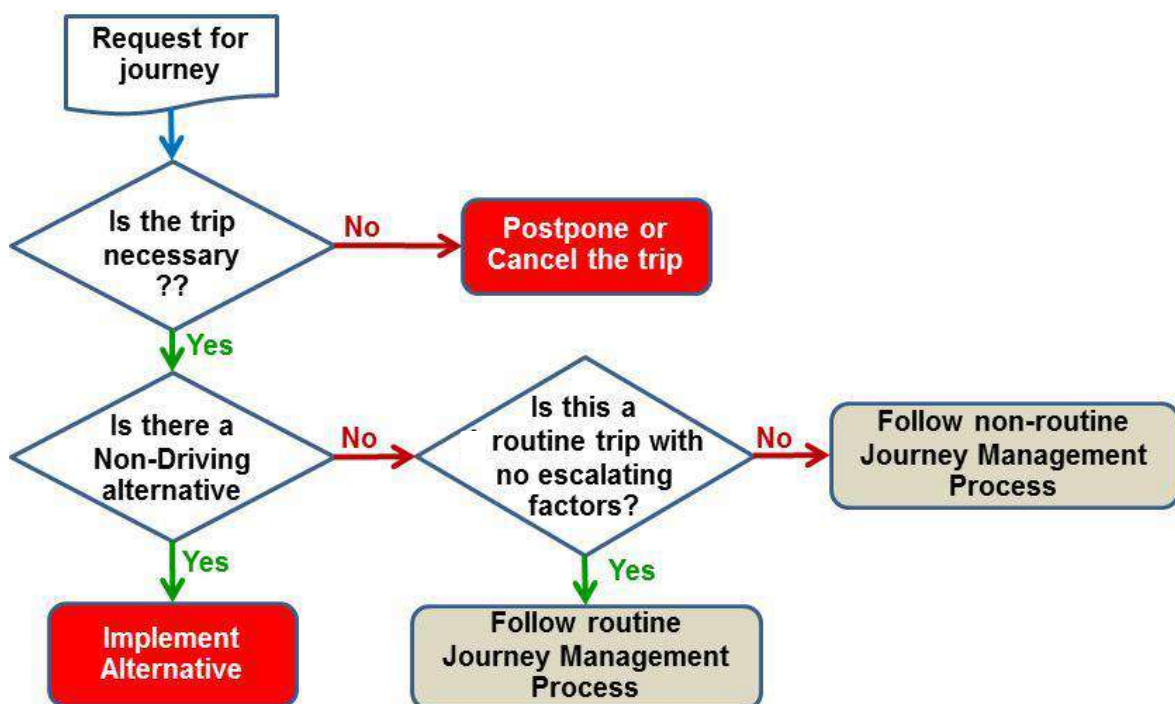 Request for
journey
Is the trip
necessary
??
No
Postpone or
Cancel the trip
Yes
Is there a
Non-Driving
alternative
No
Is this a
routine trip with
no escalating
factors?
No
Follow non-routine
Journey Management
Process
Yes
Implement
Alternative
Yes
Follow routine
Journey Management
Process